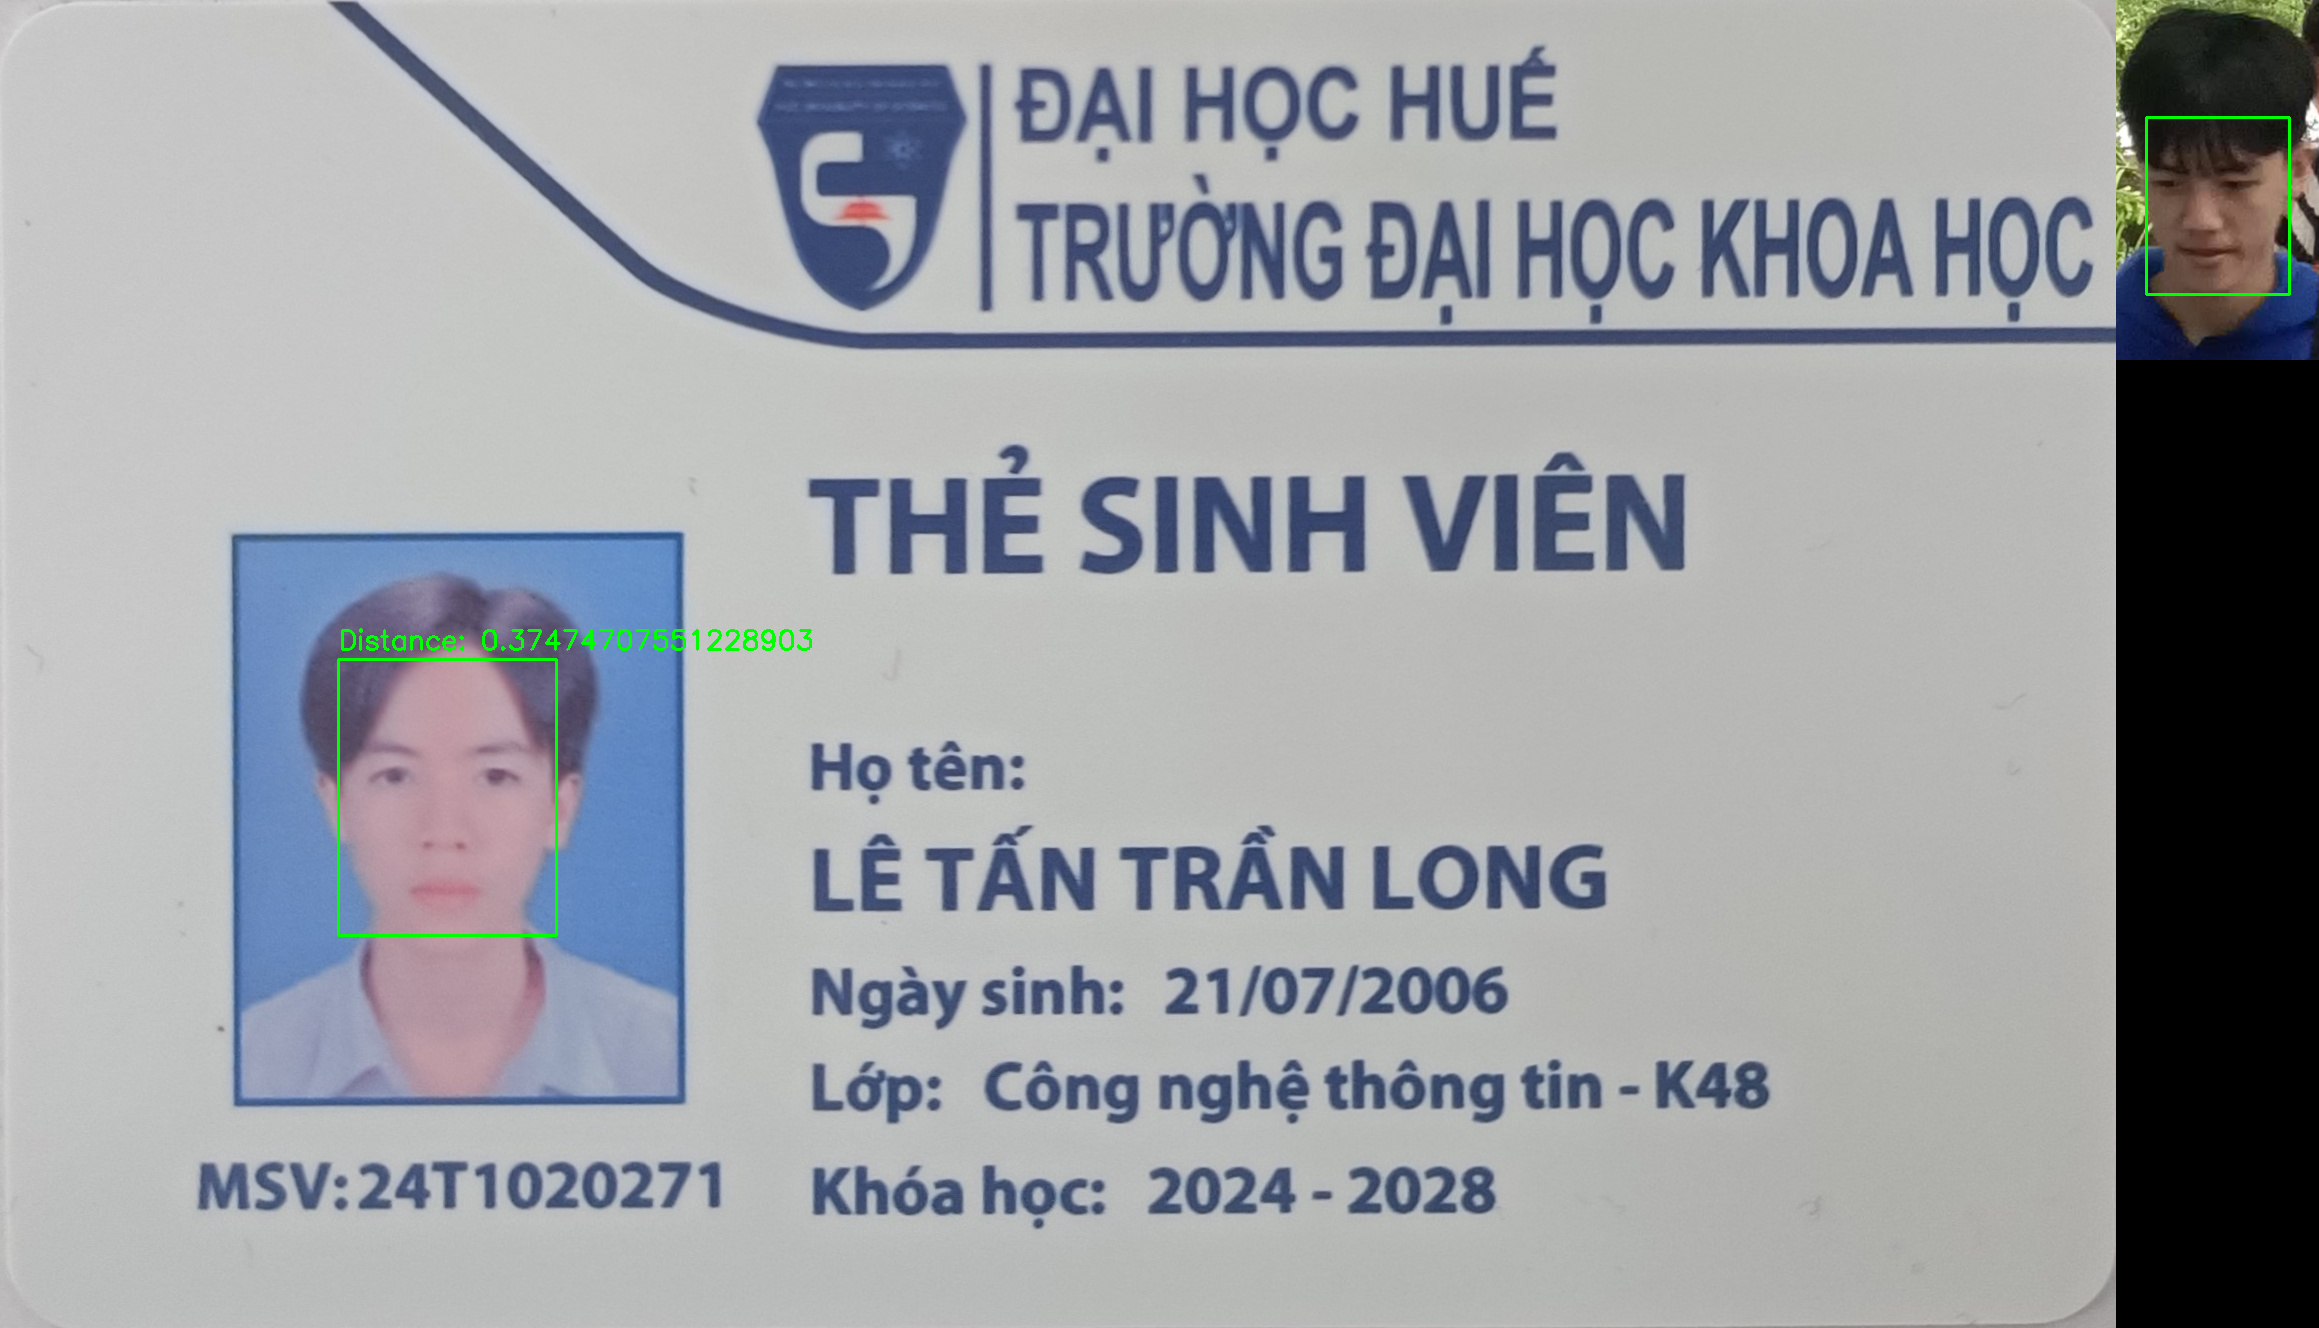 ĐẠI HỌC HUẾ
TRƯỜNG ĐẠI HỌC KHOA HỌC
THẺ SINH VIÊN
Distance: 0.37474707551228903
Họ tên:
LÊ TẤN TRẦN LONG
Ngày sinh: 21/07/2006
Lớp: Công nghệ thông tin - K48
MSV: 24T1020271
Khóa học: 2024 - 2028